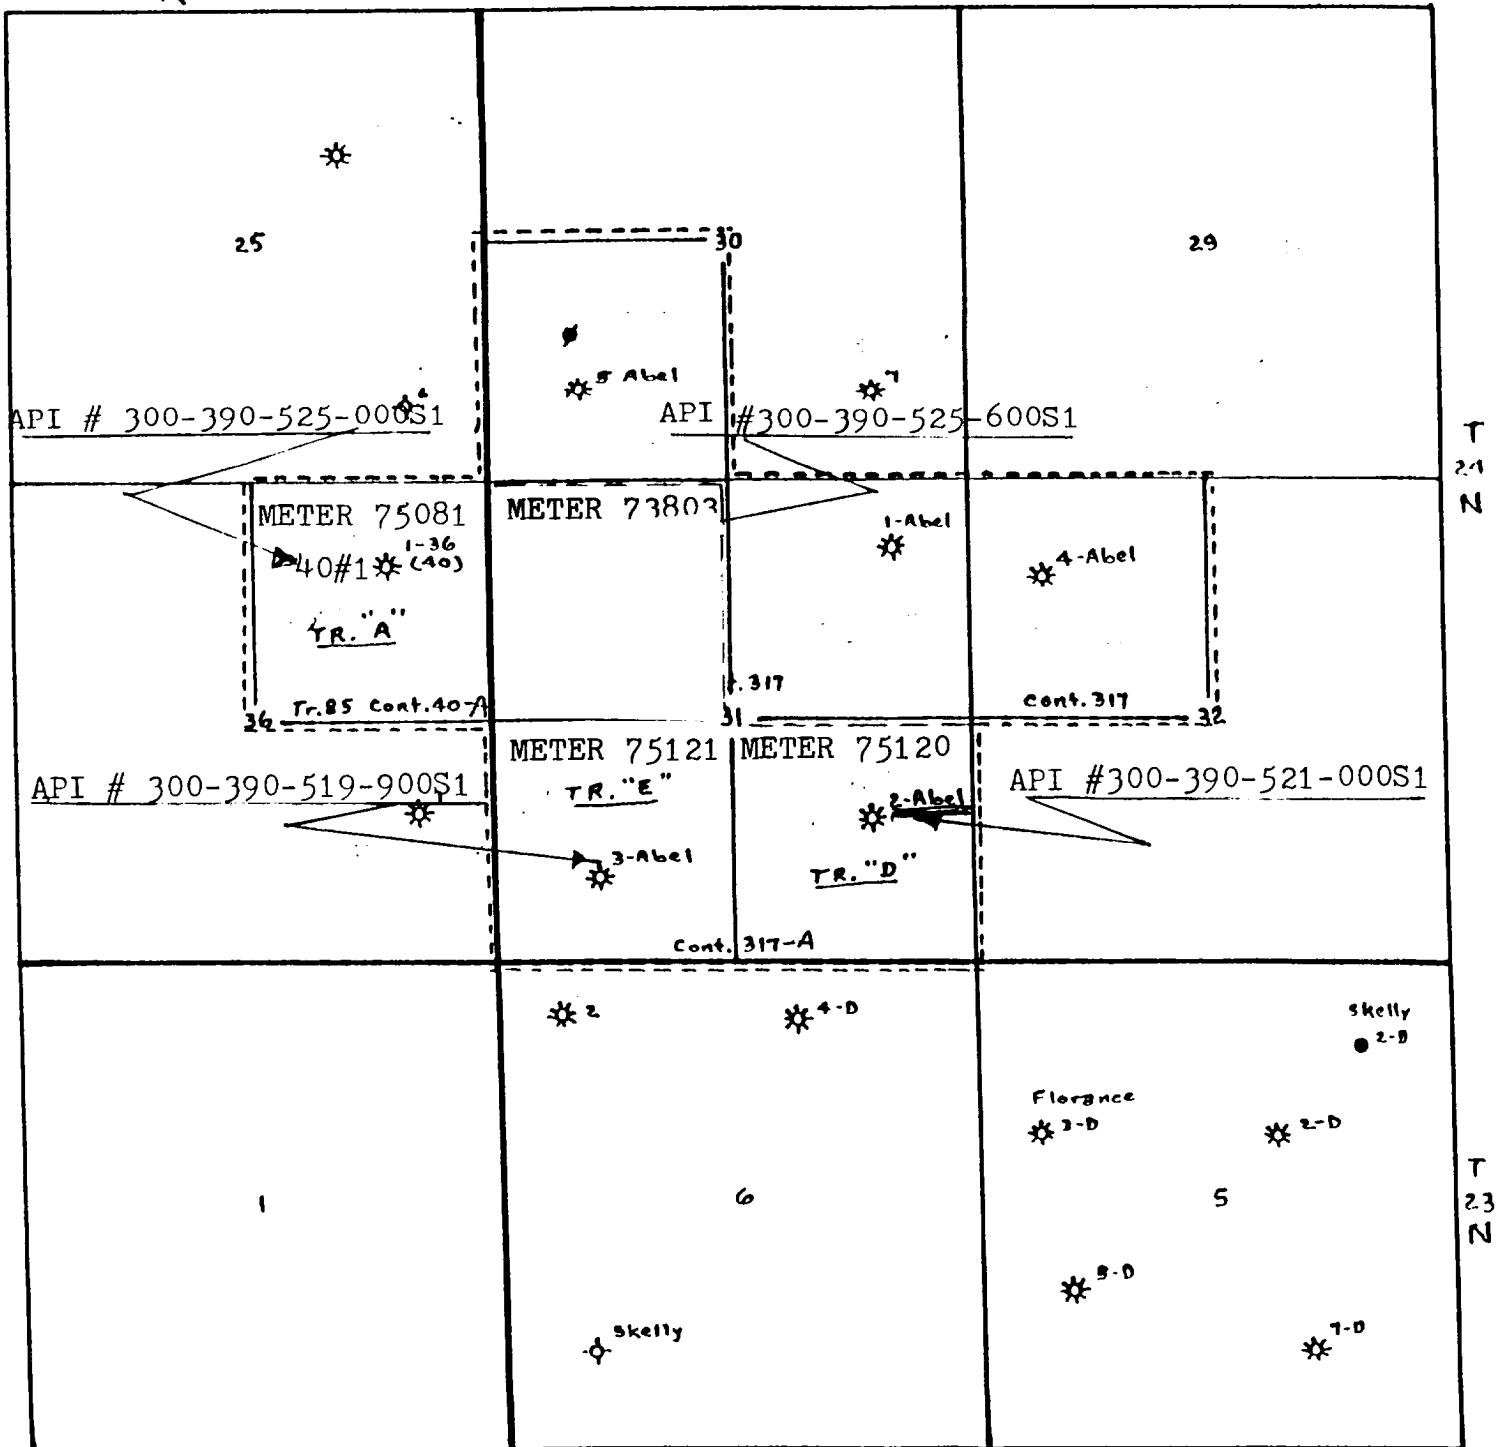 25
30
29
5 Abel
7
API # 300-390-525-000S1
API #300-390-525-600S1
T
24
N
METER 75081
METER 73803
1-36
(40)
40#1
1-Abel
4-Abel
TR. "A"
.317
Tr.85 Cont.40-A
Cont.317
36
31
32
METER 75121
METER 75120
API # 300-390-519-900S1
TR. "E"
2-Abel
API #300-390-521-000S1
3-Abel
TR. "D"
Cont. 317-A
2
4-D
Skelly
2-D
Florance
3-D
2-D
T
23
N
1
6
5
Skelly
7-D